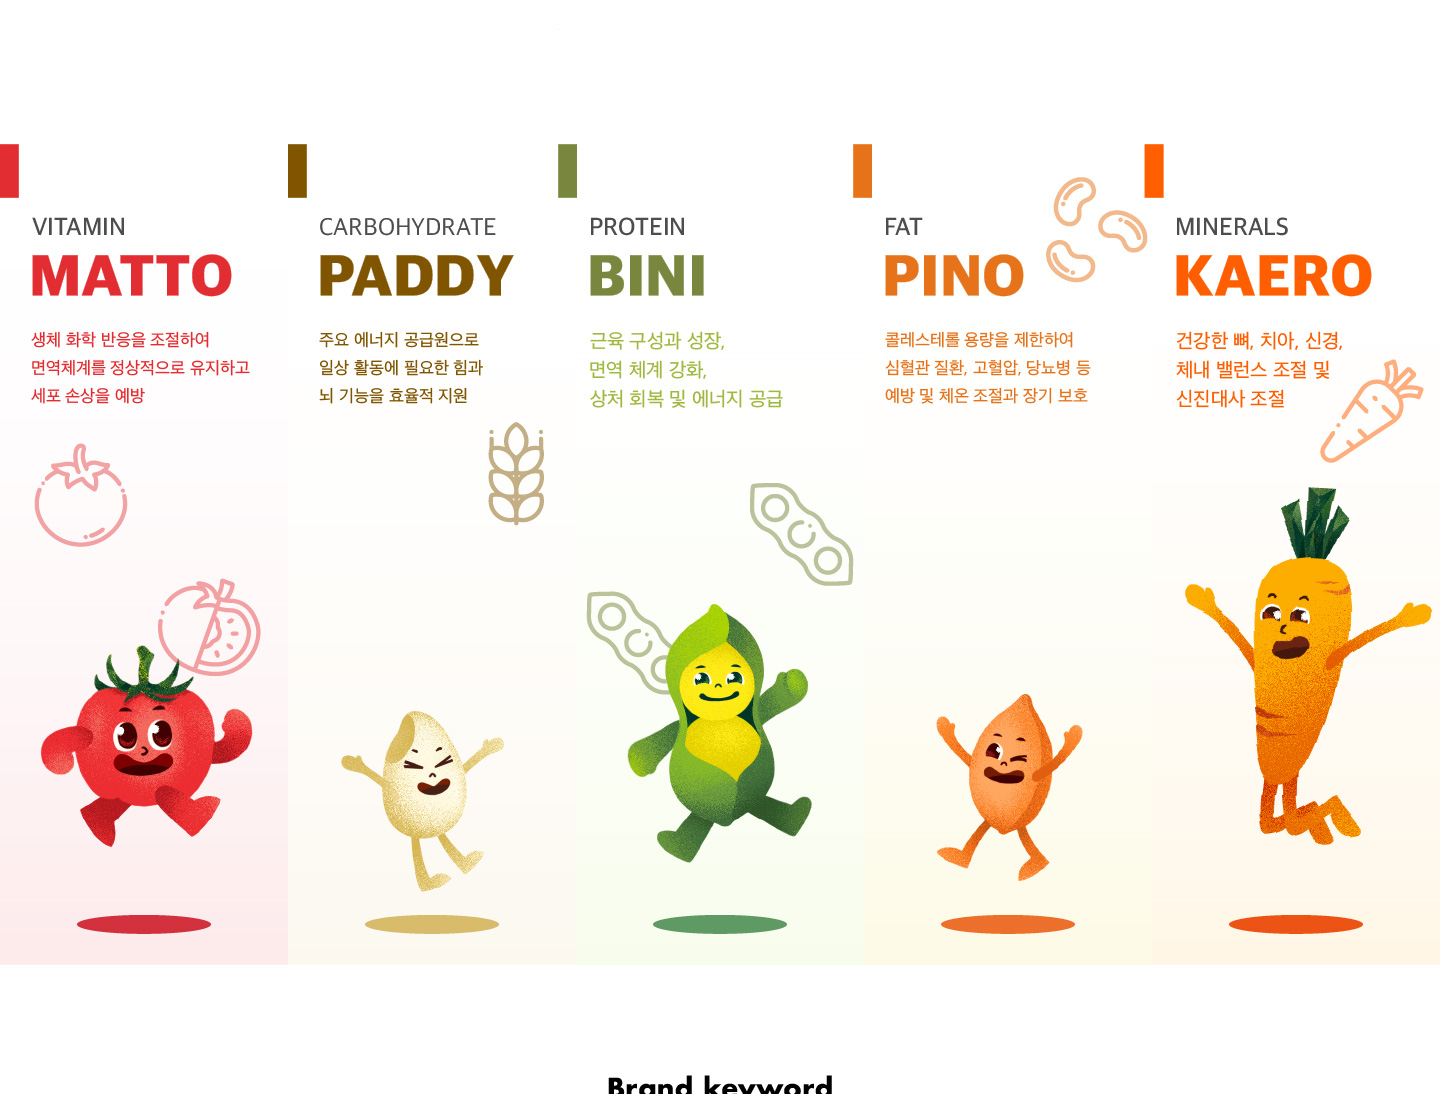 VITAMIN
MATTO
생체 화학 반응을 조절하여
면역체계를 정상적으로 유지하고
세포 손상을 예방
CARBOHYDRATE
PADDY
주요 에너지 공급원으로
일상 활동에 필요한 힘과
뇌 기능을 효율적 지원
PROTEIN
BINI
근육 구성과 성장,
면역 체계 강화,
상처 회복 및 에너지 공급
FAT
PINO
콜레스테롤 용량을 제한하여
심혈관 질환, 고혈압, 당뇨병 등
예방 및 체온 조절과 장기 보호
MINERALS
KAERO
건강한 뼈, 치아, 신경,
체내 밸런스 조절 및
신진대사 조절
Brand keyword